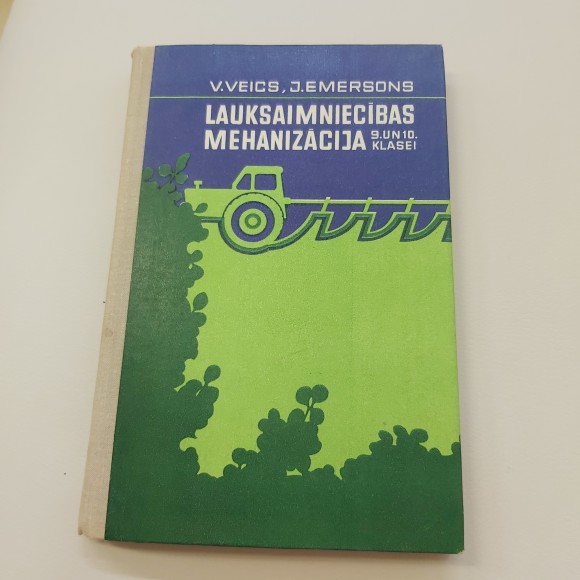 V.VEICS, J.EMERSONS
LAUKSAIMNIECĪBAS
MEHANIZĀCIJA 9.UN 10.
KLASEI